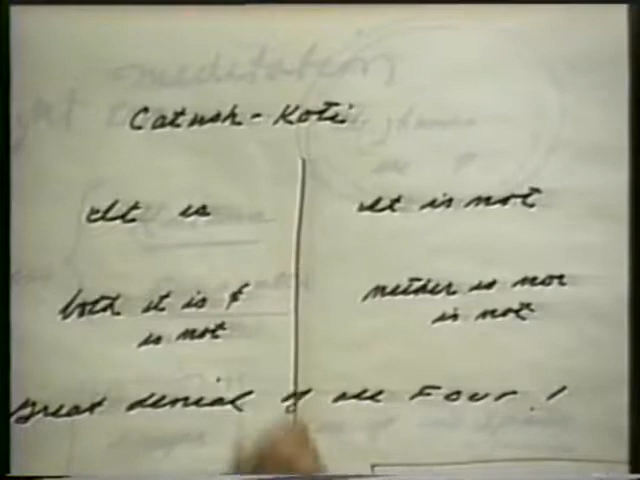 meditation
Catush-Koti
It is
It is not
both it is &
is not
neither is nor
is not
Great denial of all Four!